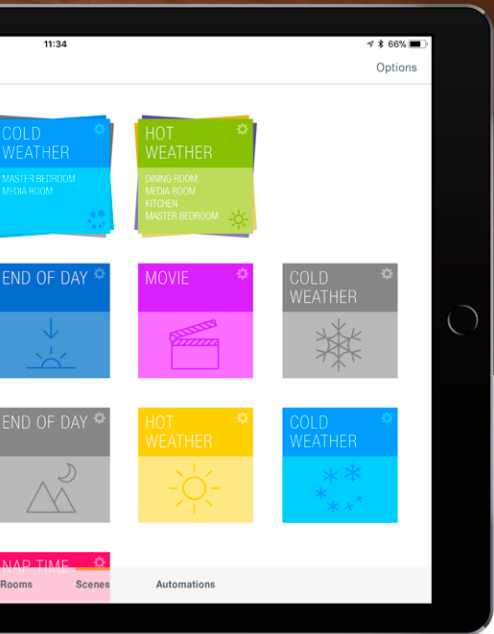 11:34
66%
Options
COLD
WEATHER
MASTER BEDROOM
MEDIA ROOM
HOT
WEATHER
DINING ROOM
MEDIA ROOM
KITCHEN
MASTER BEDROOM
END OF DAY
MOVIE
COLD
WEATHER
END OF DAY
HOT
WEATHER
COLD
WEATHER
NAP TIME
Rooms
Scenes
Automations